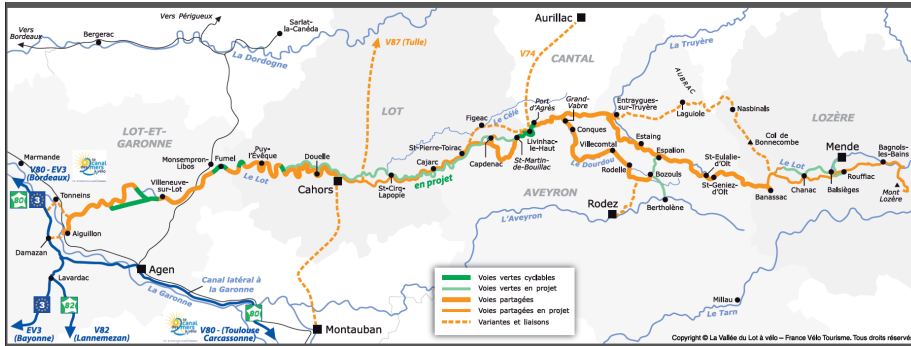 Vers
Bordeaux
Bergerac
Vers Périgueux
Sarlat-
la-Canéda
La Dordogne
V87 (Tulle)
Aurillac
V74
CANTAL
La Truyère
AUBRAC
LOT-ET-
GARONNE
LOT
LOZÈRE
AVEYRON
Marmande
V80 - EV3
(Bordeaux)
80
3
Tonneins
Villeneuve-
sur-Lot
Monsempron-
Libos
Fumel
Puy-
l'Évêque
Le Lot
Douelle
Cahors
St-Cirq-
Lapopie
en projet
Cajarc
St-Pierre-Toirac
Figeac
Le Célé
Capdenac
St-Martin-
de-Bouillac
Livinhac-
le-Haut
Port
d'Agrès
Grand-
Vabre
Conques
Villecomtal
Le Dourdou
Rodelle
Rodez
Entraygues-
sur-Truyère
Estaing
Espalion
Bozouls
Bertholène
Laguiole
Nasbinals
Col de
Bonnecombe
St-Eulalie-
d'Olt
St-Geniez-
d'Olt
Banassac
Le Lot
Chanac
Mende
Balsièges
Rouffiac
Bagnols-
les-Bains
Mont
Lozère
Aiguillon
Damazan
Lavardac
Agen
La Garonne
Canal latéral à
la Garonne
L'Aveyron
Millau
Le Tarn
Montauban
3
EV3
(Bayonne)
V82
(Lannemezan)
80
V80 - (Toulouse
Carcassonne)
Voies vertes cyclables
Voies vertes en projet
Voies partagées
Voies partagées en projet
Variantes et liaisons
Copyright © La Vallée du Lot à vélo – France Vélo Tourisme. Tous droits réservés